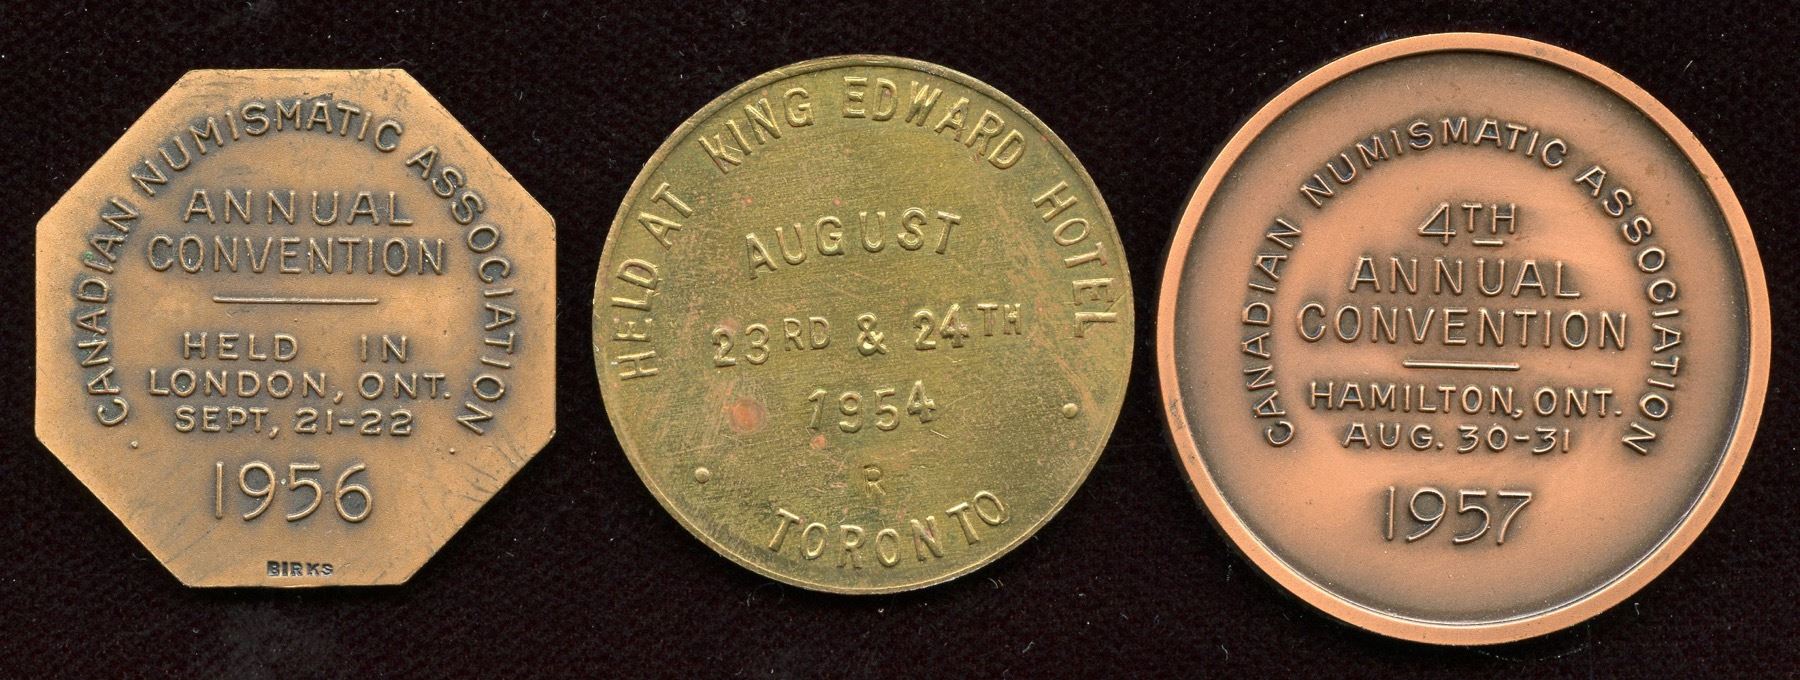 CANADIAN NUMISMATIC ASSOCIATION
ANNUAL
CONVENTION
HELD IN
LONDON, ONT.
SEPT, 21-22
1956
BIRKS
HELD AT KING EDWARD HOTEL
AUGUST
23RD & 24TH
1954
R
TORONTO
CANADIAN NUMISMATIC ASSOCIATION
4TH
ANNUAL
CONVENTION
HAMILTON, ONT.
AUG. 30-31
1957